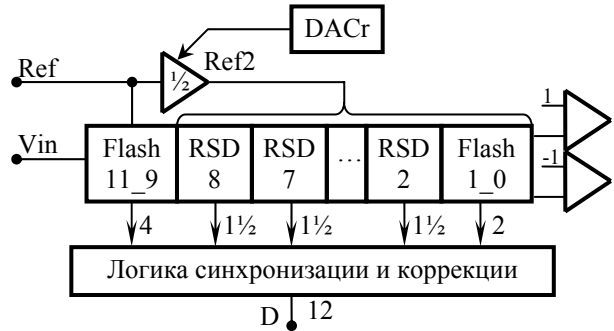 DACr
Ref
½
Ref2
1
Vin
Flash 11_9
RSD 8
RSD 7
...
RSD 2
Flash 1_0
-1
4
1½
1½
1½
2
Логика синхронизации и коррекции
D
12